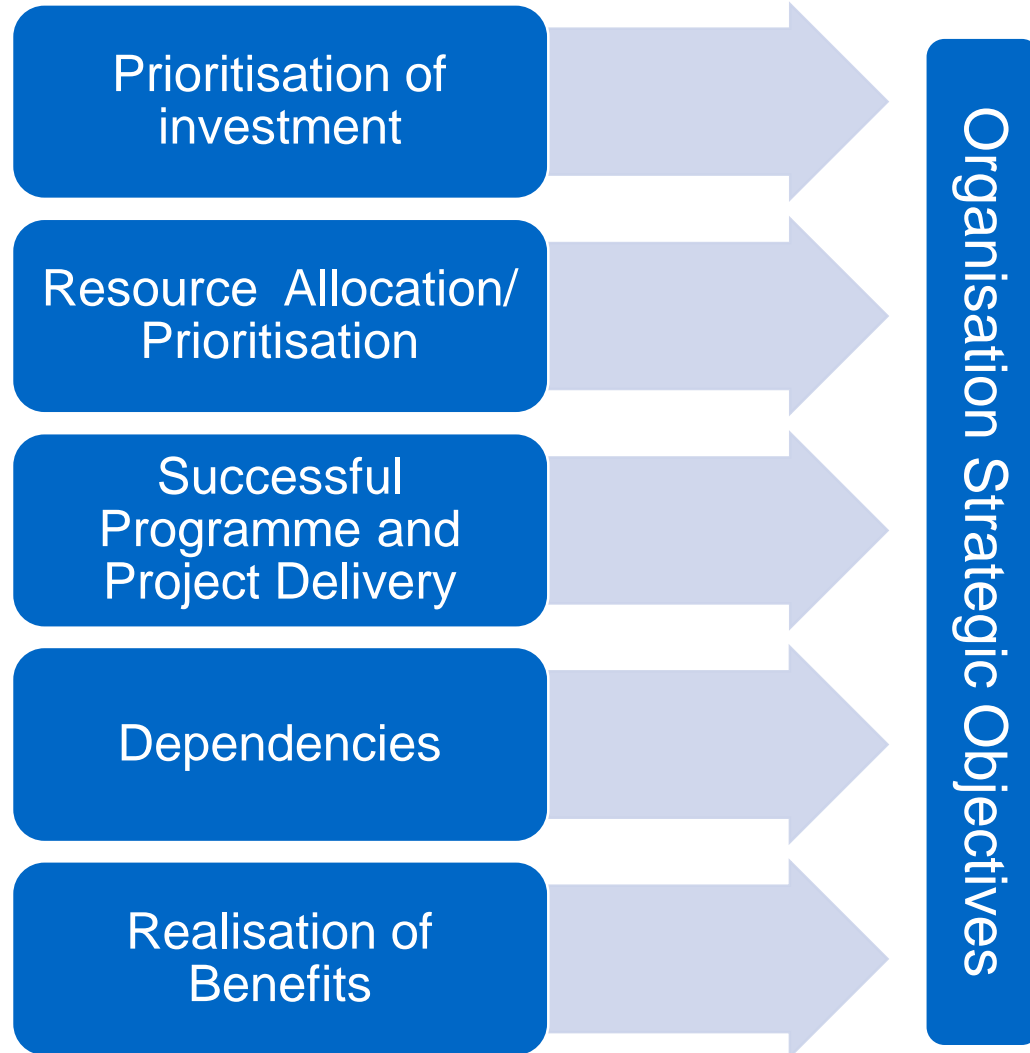 Prioritisation of
investment
Resource  Allocation/
Prioritisation
Successful
Programme and
Project Delivery
Dependencies
Realisation of
Benefits
Organisation Strategic Objectives